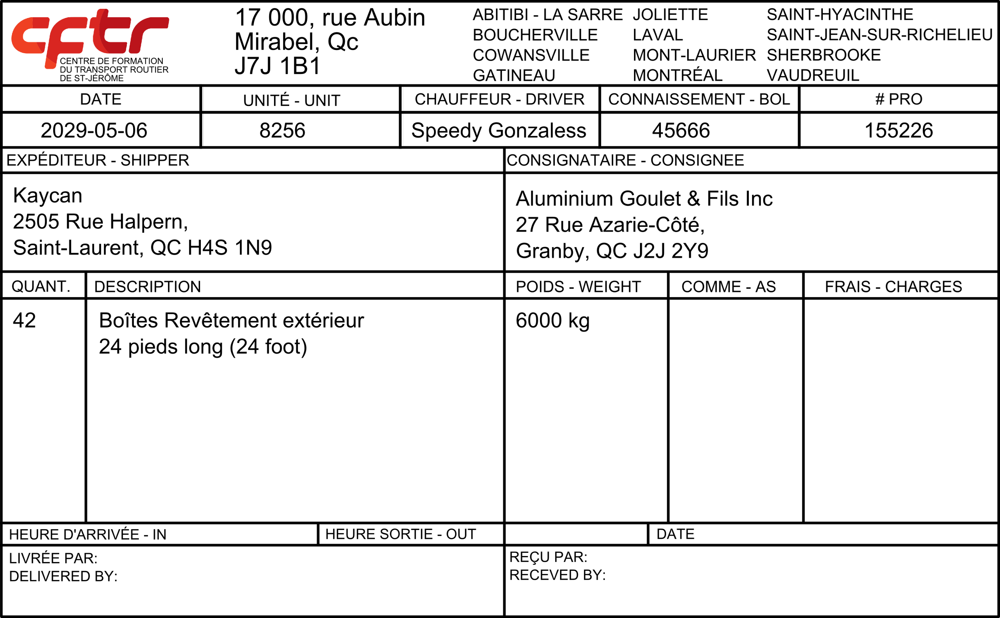 cftr
CENTRE DE FORMATION
DU TRANSPORT ROUTIER
DE ST-JÉRÔME
17 000, rue Aubin
Mirabel, Qc
J7J 1B1
ABITIBI - LA SARRE JOLIETTE SAINT-HYACINTHE
BOUCHERVILLE LAVAL SAINT-JEAN-SUR-RICHELIEU
COWANSVILLE MONT-LAURIER SHERBROOKE
GATINEAU MONTRÉAL VAUDREUIL
DATE UNITÉ - UNIT CHAUFFEUR - DRIVER CONNAISSEMENT - BOL # PRO
2029-05-06 8256 Speedy Gonzaless 45666 155226
EXPÉDITEUR - SHIPPER
Kaycan
2505 Rue Halpern,
Saint-Laurent, QC H4S 1N9
CONSIGNATAIRE - CONSIGNEE
Aluminium Goulet & Fils Inc
27 Rue Azarie-Côté,
Granby, QC J2J 2Y9
QUANT. DESCRIPTION POIDS - WEIGHT COMME - AS FRAIS - CHARGES
42 Boîtes Revêtement extérieur 6000 kg
24 pieds long (24 foot)
HEURE D'ARRIVÉE - IN HEURE SORTIE - OUT DATE
LIVRÉE PAR:
DELIVERED BY:
REÇU PAR:
RECEVED BY: